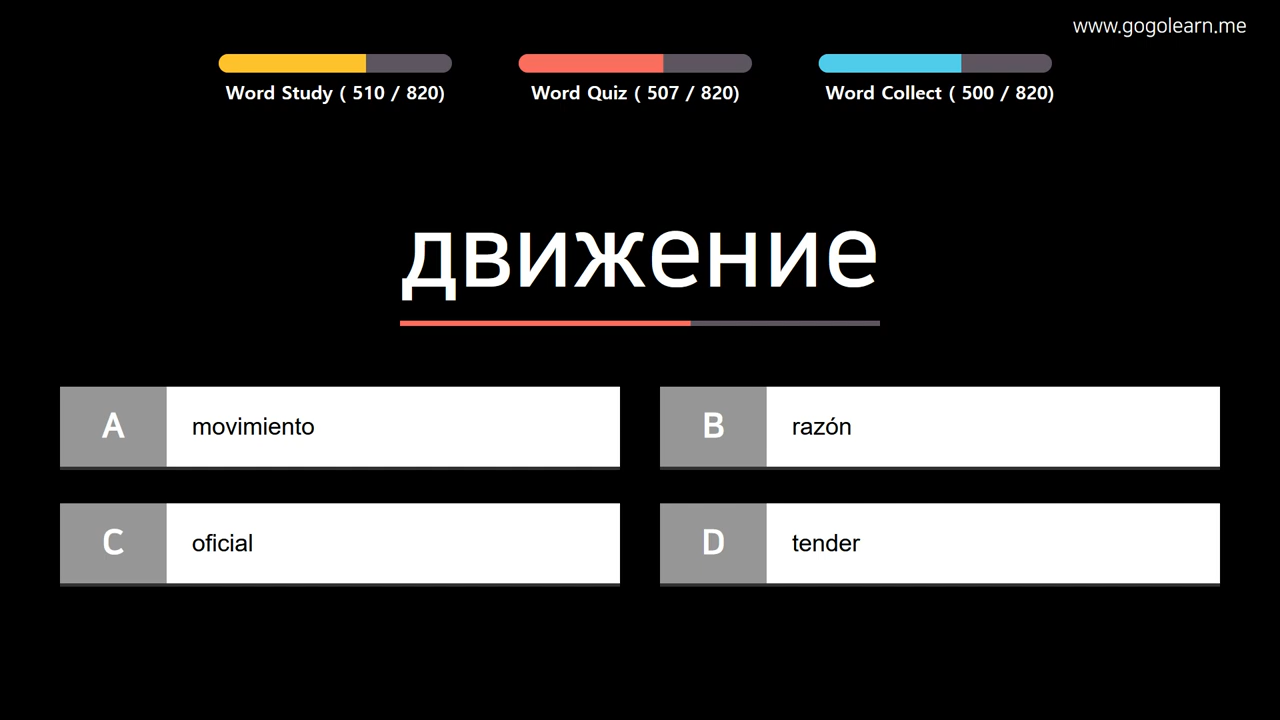 www.gogolearn.me
Word Study ( 510 / 820)
Word Quiz ( 507 / 820)
Word Collect ( 500 / 820)
движение
A movimiento
B razón
C oficial
D tender